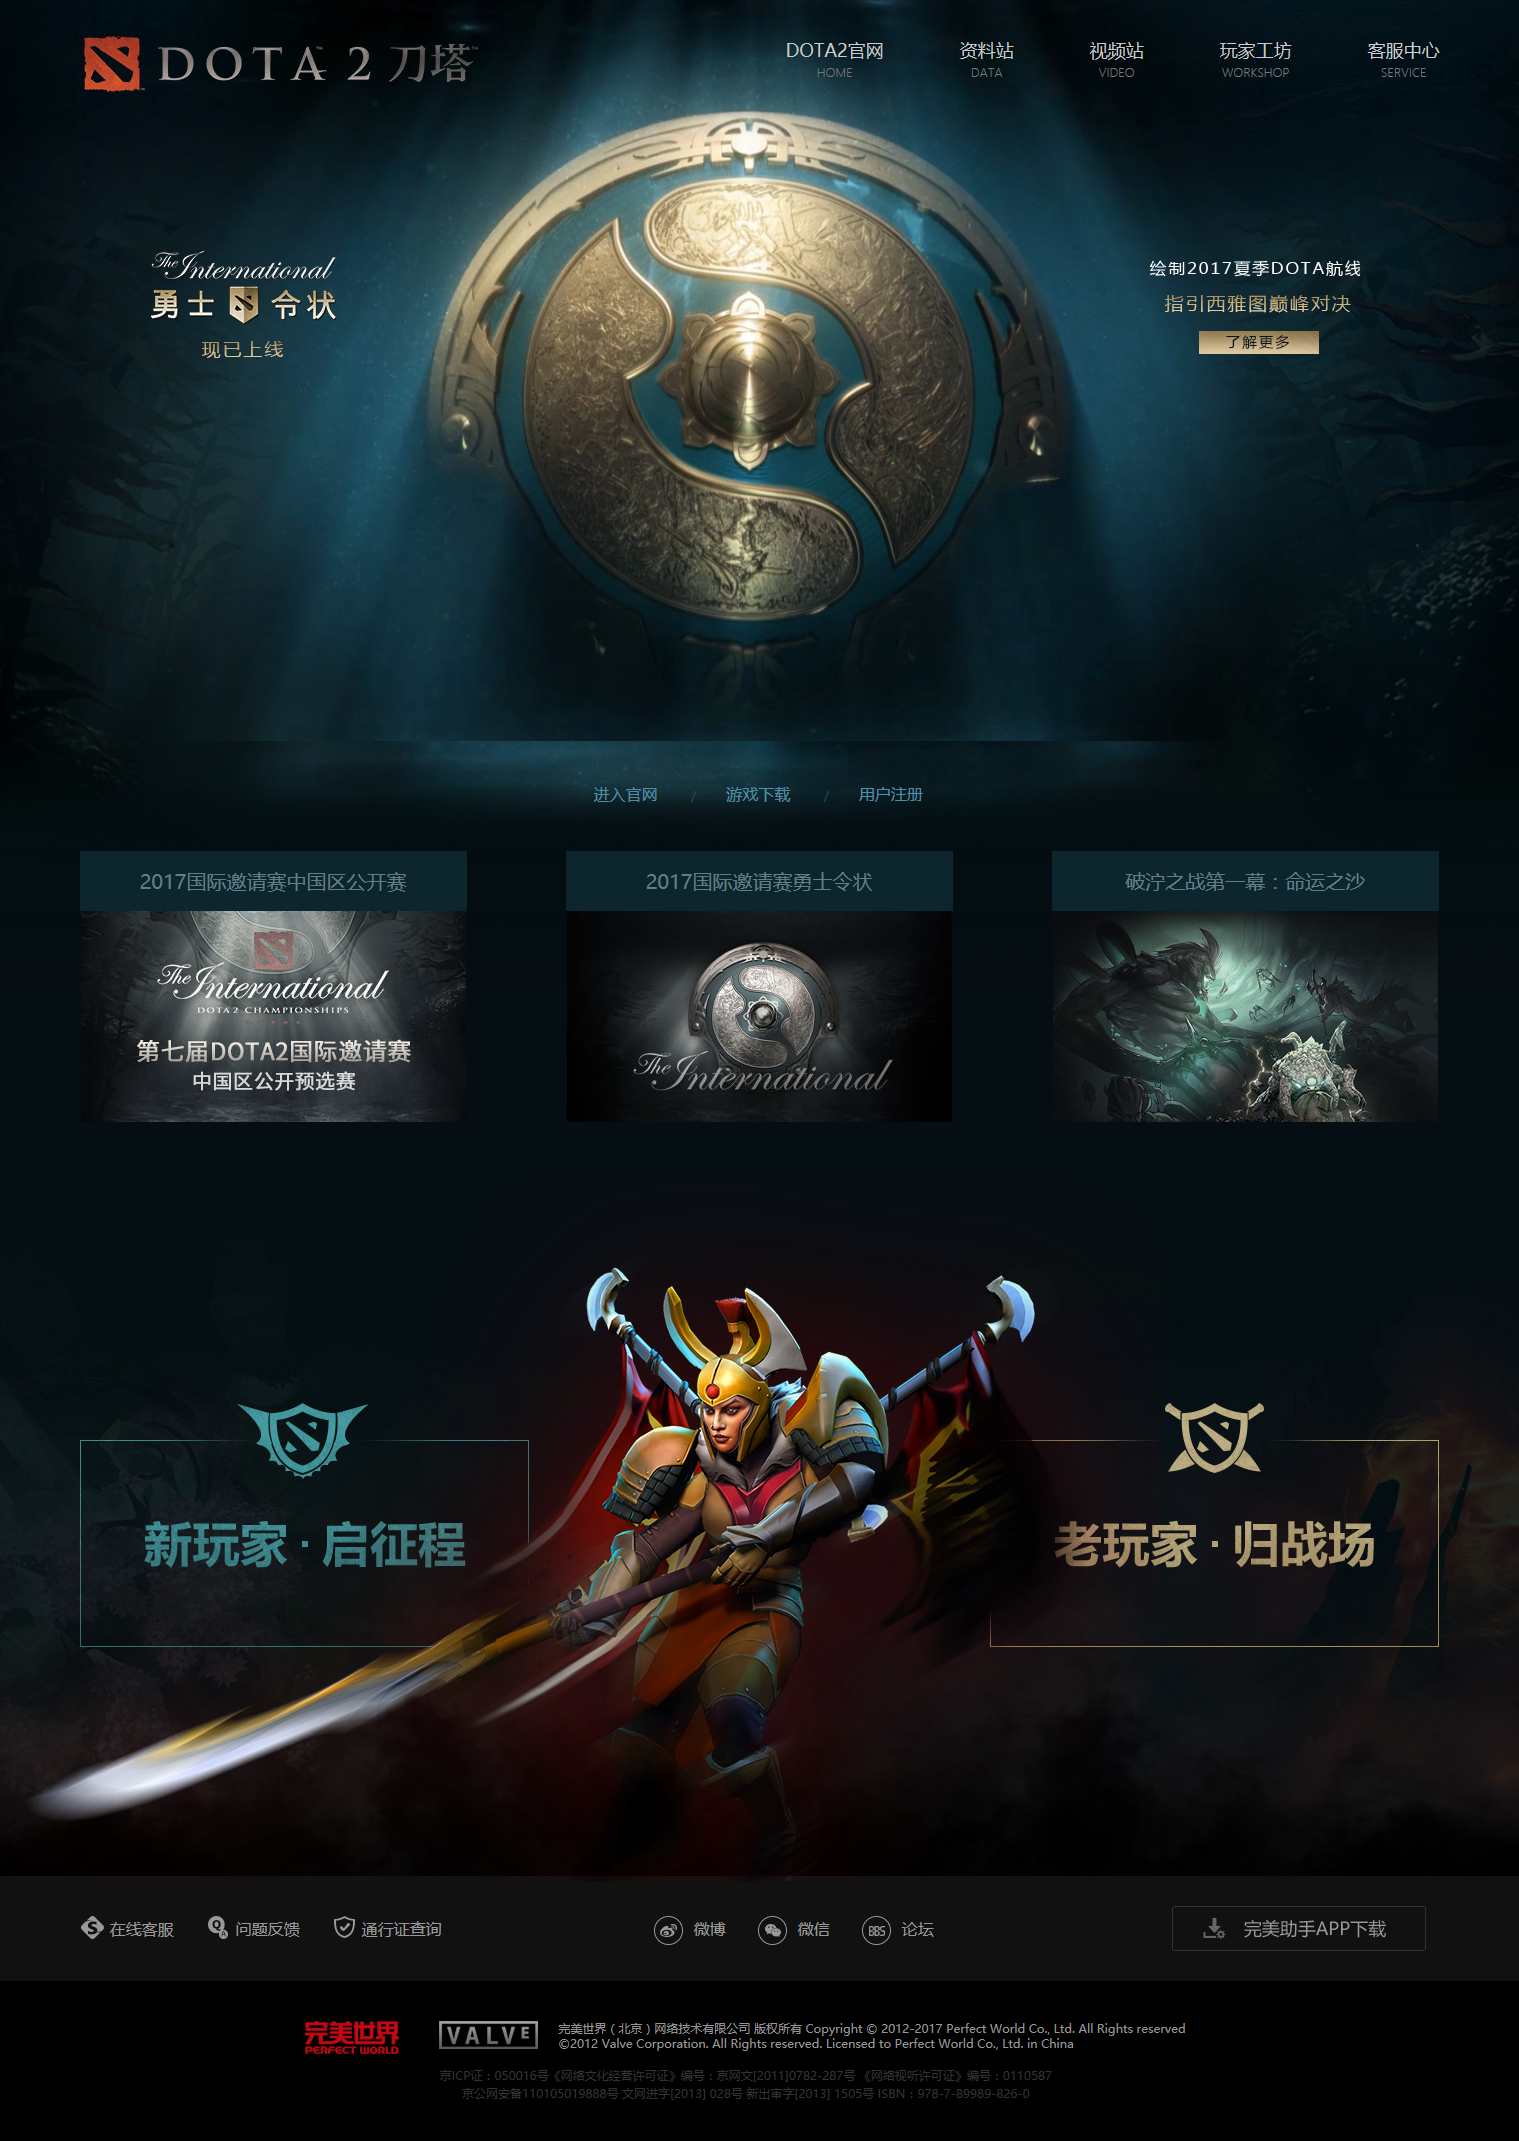 DOTA 2 刀塔™
DOTA2官网
HOME
资料站
DATA
视频站
VIDEO
玩家工坊
WORKSHOP
客服中心
SERVICE
The International
勇士令状
现已上线
绘制2017夏季DOTA航线
指引西雅图巅峰对决
了解更多
进入官网 / 游戏下载 / 用户注册
2017国际邀请赛中国区公开赛
The International
DOTA 2 CHAMPIONSHIPS
第七届DOTA2国际邀请赛
中国区公开预选赛
2017国际邀请赛勇士令状
The International
破泞之战第一幕：命运之沙
新玩家·启征程
老玩家·归战场
在线客服
问题反馈
通行证查询
微博
微信
BBS 论坛
完美助手APP下载
完美世界
PERFECT WORLD
VALVE
完美世界（北京）网络技术有限公司 版权所有 Copyright © 2012-2017 Perfect World Co., Ltd. All Rights reserved
©2012 Valve Corporation. All Rights reserved. Licensed to Perfect World Co., Ltd. in China
京ICP证：050016号《网络文化经营许可证》编号：京网文[2011]0782-287号 《网络视听许可证》编号：0110587
京公网安备110105019888号 文网进字[2013] 028号 新出审字[2013] 1505号 ISBN：978-7-89989-826-0